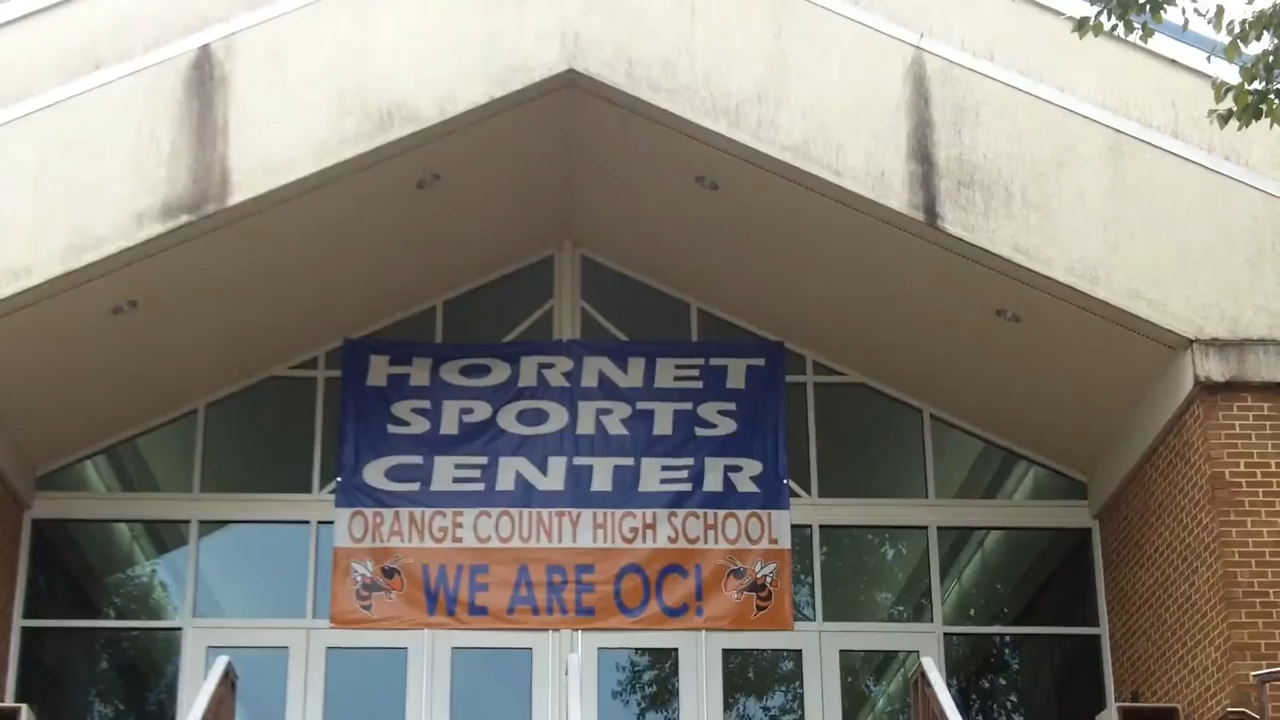 HORNET
SPORTS
CENTER
ORANGE COUNTY HIGH SCHOOL
WE ARE OC!